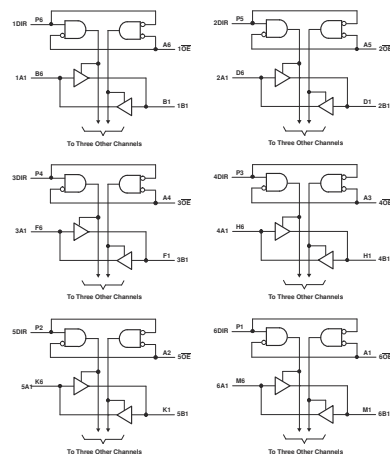 1DIR P6
A6 1OE
1A1 B6
B1 1B1
To Three Other Channels
2DIR P5
A5 2OE
2A1 D6
D1 2B1
To Three Other Channels
3DIR P4
A4 3OE
3A1 F6
F1 3B1
To Three Other Channels
4DIR P3
A3 4OE
4A1 H6
H1 4B1
To Three Other Channels
5DIR P2
A2 5OE
5A1 K6
K1 5B1
To Three Other Channels
6DIR P1
A1 6OE
6A1 M6
M1 6B1
To Three Other Channels